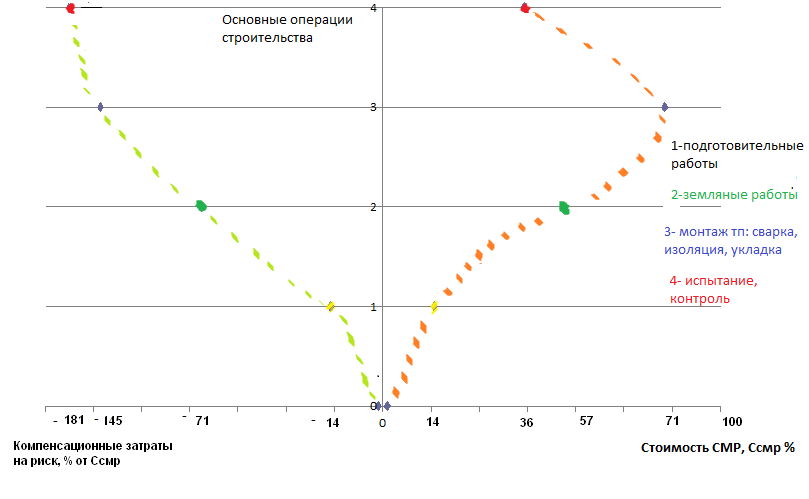 4
Основные операции
строительства
3
1-подготовительные
работы
2-земляные работы
2
3- монтаж тп: сварка,
изоляция, укладка
4- испытание,
контроль
1
0
- 181 - 145 - 71 - 14 0 14 36 57 71 100
Компенсационные затраты
на риск, % от Ссмр
Стоимость СМР, Ссмр %